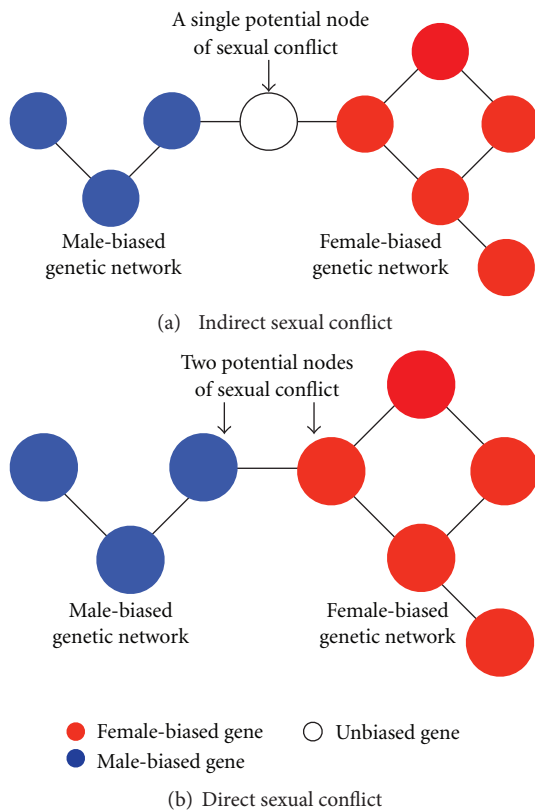 A single potential node
of sexual conflict
Male-biased
genetic network
Female-biased
genetic network
(a) Indirect sexual conflict
Two potential nodes
of sexual conflict
Male-biased
genetic network
Female-biased
genetic network
Female-biased gene
Male-biased gene
Unbiased gene
(b) Direct sexual conflict